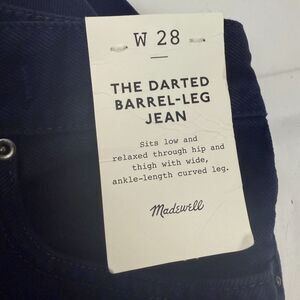 W 28
THE DARTED
BARREL-LEG
JEAN
Sits low and
relaxed through hip and
thigh with wide,
ankle-length curved leg.
Madewell